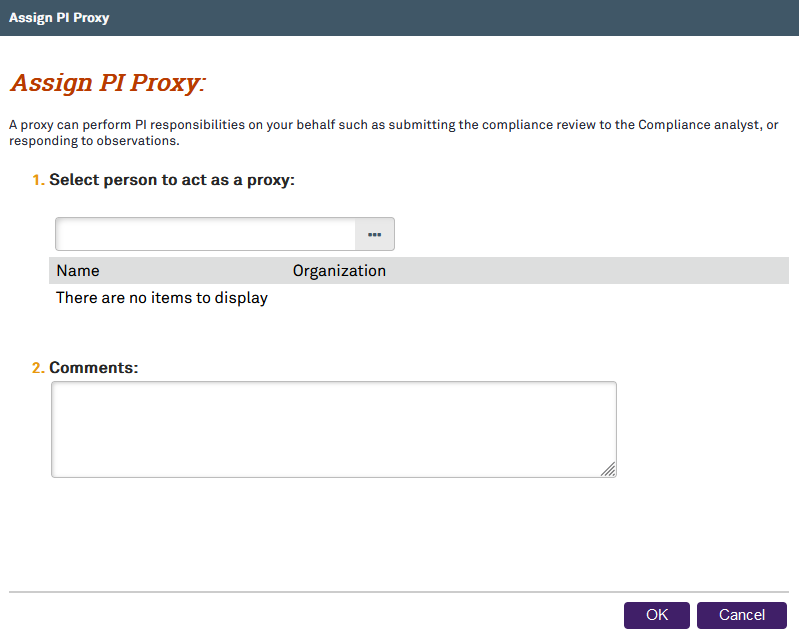 Assign PI Proxy
Assign PI Proxy:
A proxy can perform PI responsibilities on your behalf such as submitting the compliance review to the Compliance analyst, or
responding to observations.
1. Select person to act as a proxy:
...
Name Organization
There are no items to display
2. Comments:
OK Cancel